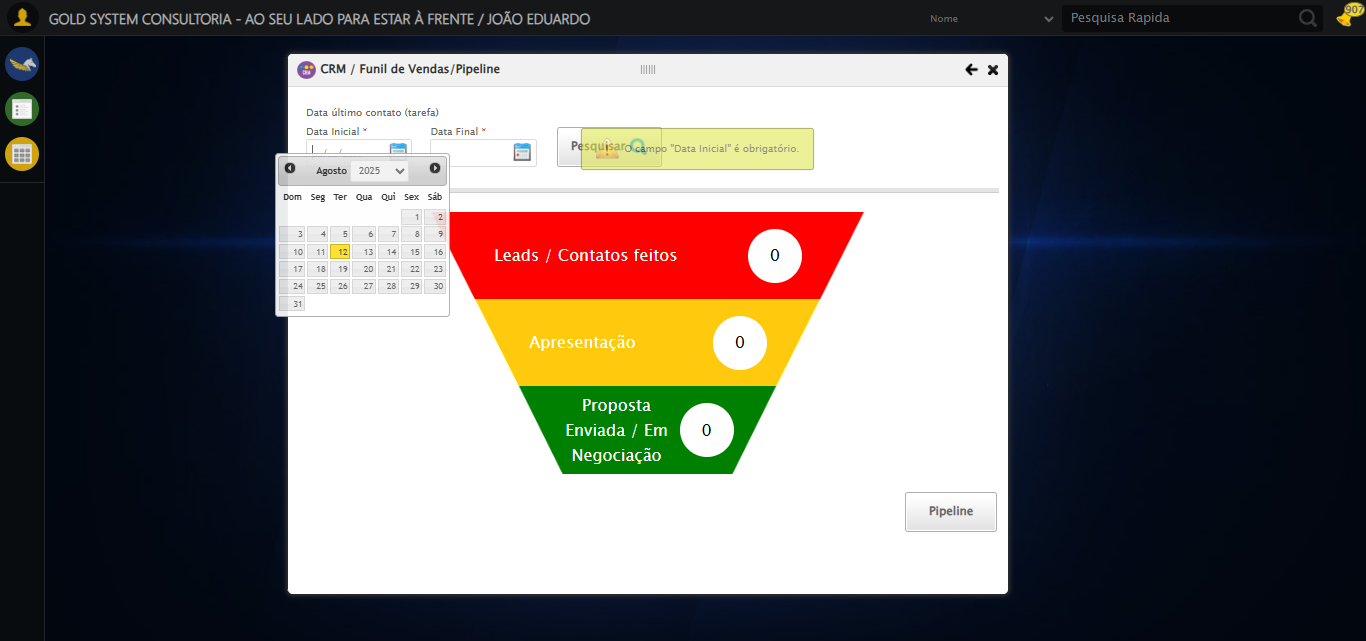 GOLD SYSTEM CONSULTORIA - AO SEU LADO PARA ESTAR À FRENTE / JOÃO EDUARDO
Nome
Pesquisa Rapida
907
CRM
CRM / Funil de Vendas/Pipeline
Data último contato (tarefa)
Data Inicial *
Data Final *
_/_/
Pesquisar
O campo "Data Inicial" é obrigatório.
Agosto 2025
Dom Seg Ter Qua Qui Sex Sáb
1 2
3 4 5 6 7 8 9
10 11 12 13 14 15 16
17 18 19 20 21 22 23
24 25 26 27 28 29 30
31
Leads / Contatos feitos
0
Apresentação
0
Proposta
Enviada / Em
Negociação
0
Pipeline